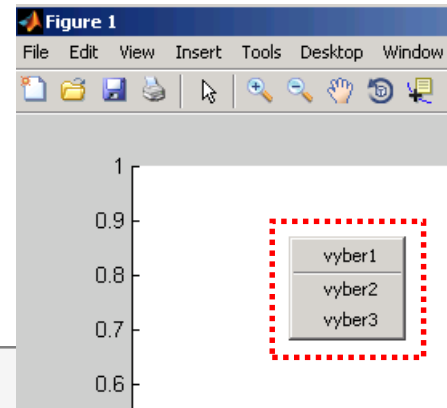 Figure 1
File Edit View Insert Tools Desktop Window
1
0.9
vyber1
0.8
vyber2
vyber3
0.7
0.6